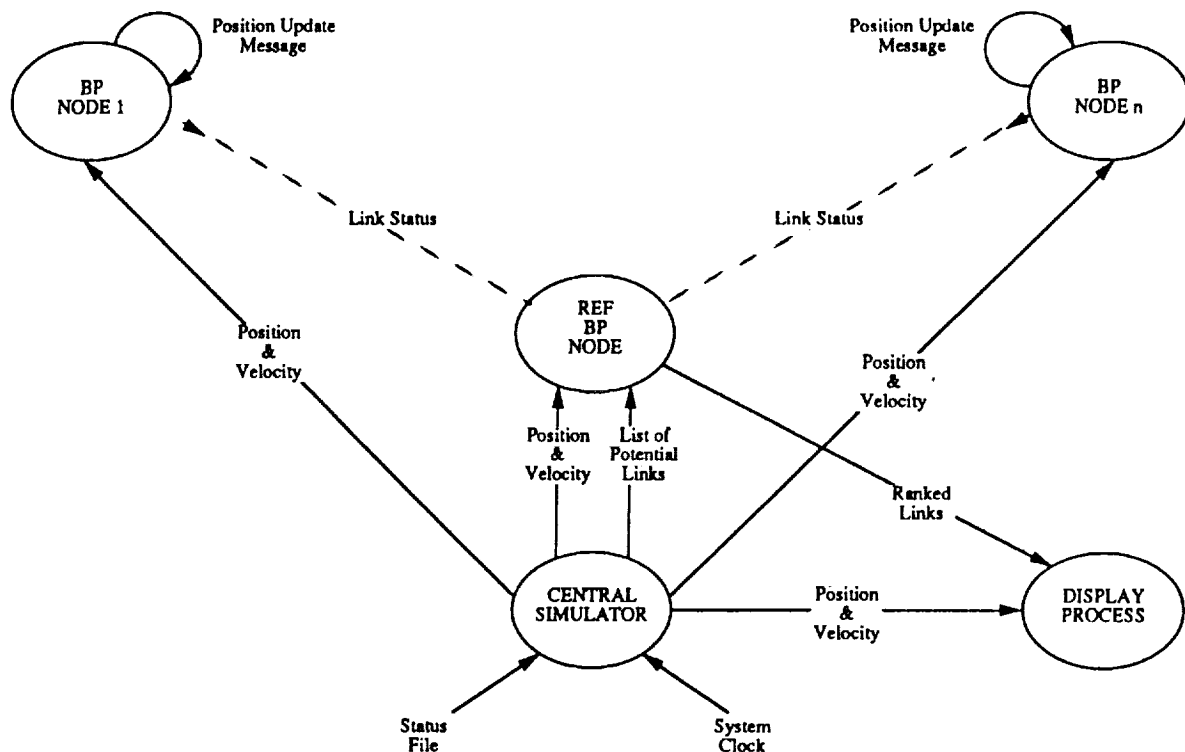 Position Update
Message
Position Update
Message
BP
NODE 1
BP
NODE n
Link Status
Link Status
REF
BP
NODE
Position
&
Velocity
Position
&
Velocity
Position
&
Velocity
List of
Potential
Links
Ranked
Links
CENTRAL
SIMULATOR
Position
&
Velocity
DISPLAY
PROCESS
Status
File
System
Clock